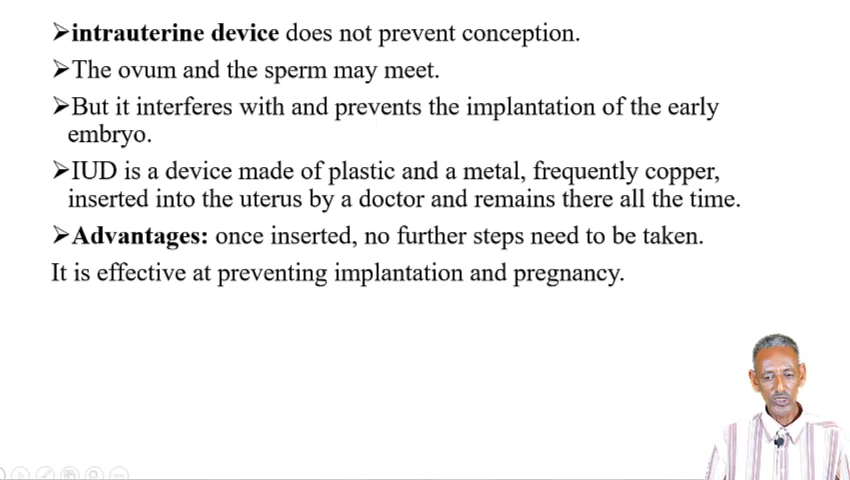 ➢intrauterine device does not prevent conception.
➢The ovum and the sperm may meet.
➢But it interferes with and prevents the implantation of the early
embryo.
➢IUD is a device made of plastic and a metal, frequently copper,
inserted into the uterus by a doctor and remains there all the time.
➢Advantages: once inserted, no further steps need to be taken.
It is effective at preventing implantation and pregnancy.